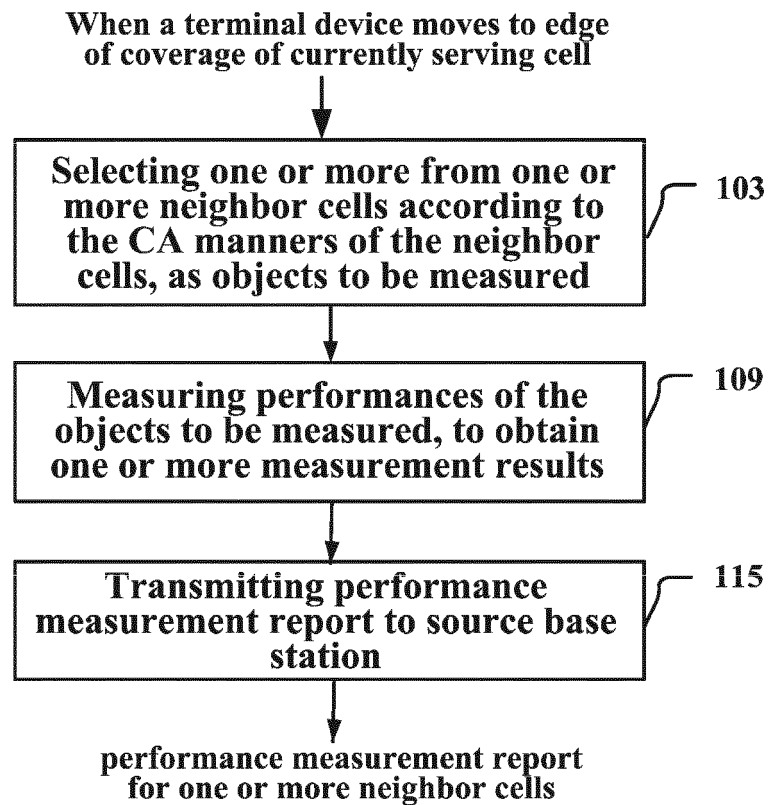 When a terminal device moves to edge
of coverage of currently serving cell
Selecting one or more from one or
more neighbor cells according to
the CA manners of the neighbor
cells, as objects to be measured
103
Measuring performances of the
objects to be measured, to obtain
one or more measurement results
109
Transmitting performance
measurement report to source base
station
115
performance measurement report
for one or more neighbor cells